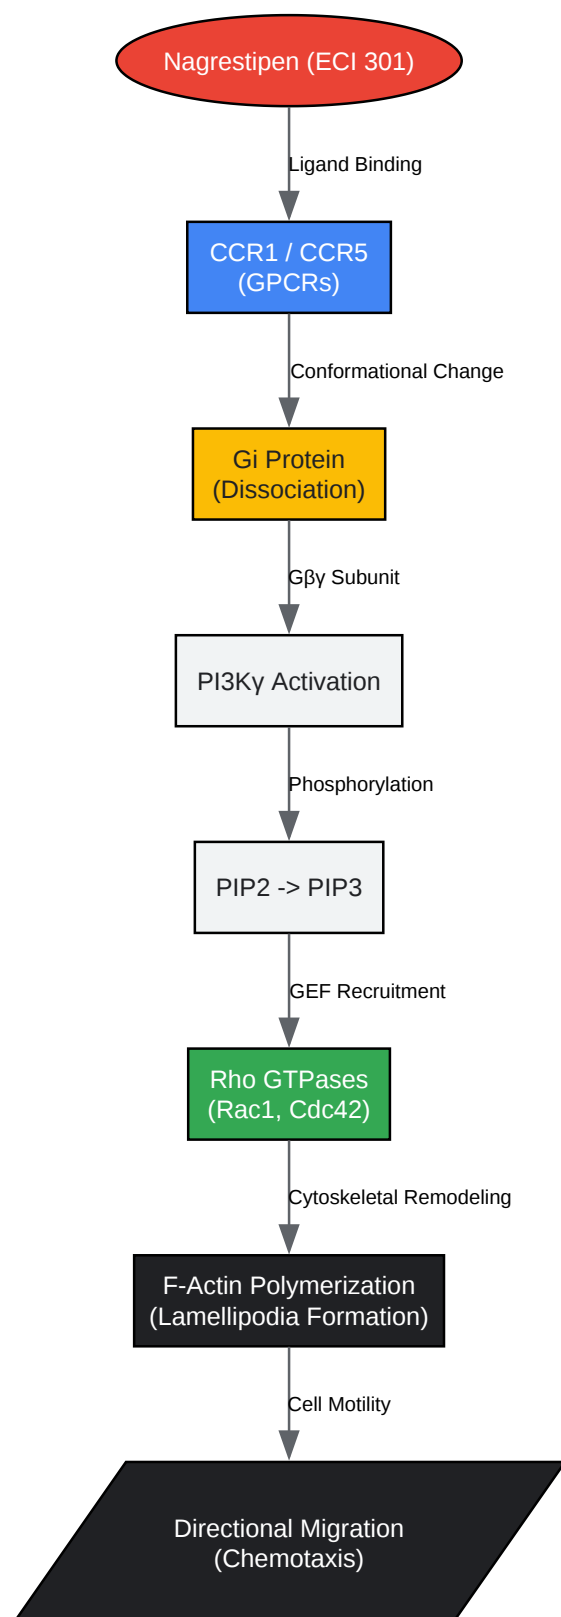 Nagrestipen (ECI 301)
Ligand Binding
CCR1 / CCR5
(GPCRs)
Conformational Change
Gi Protein
(Dissociation)
Gβγ Subunit
PI3Kγ Activation
Phosphorylation
PIP2 -> PIP3
GEF Recruitment
Rho GTPases
(Rac1, Cdc42)
Cytoskeletal Remodeling
F-Actin Polymerization
(Lamellipodia Formation)
Cell Motility
Directional Migration
(Chemotaxis)